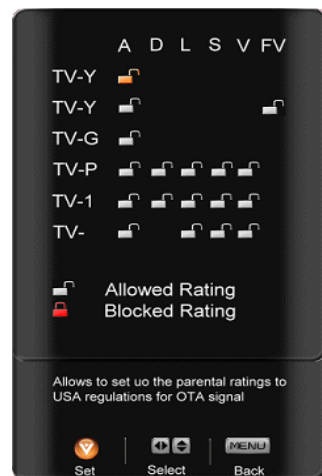 A D L S V FV
TV-Y
TV-Y
TV-G
TV-P
TV-1
TV-
Allowed Rating
Blocked Rating
Allows to set uo the parental ratings to
USA regulations for OTA signal
MENU
Set Select Back